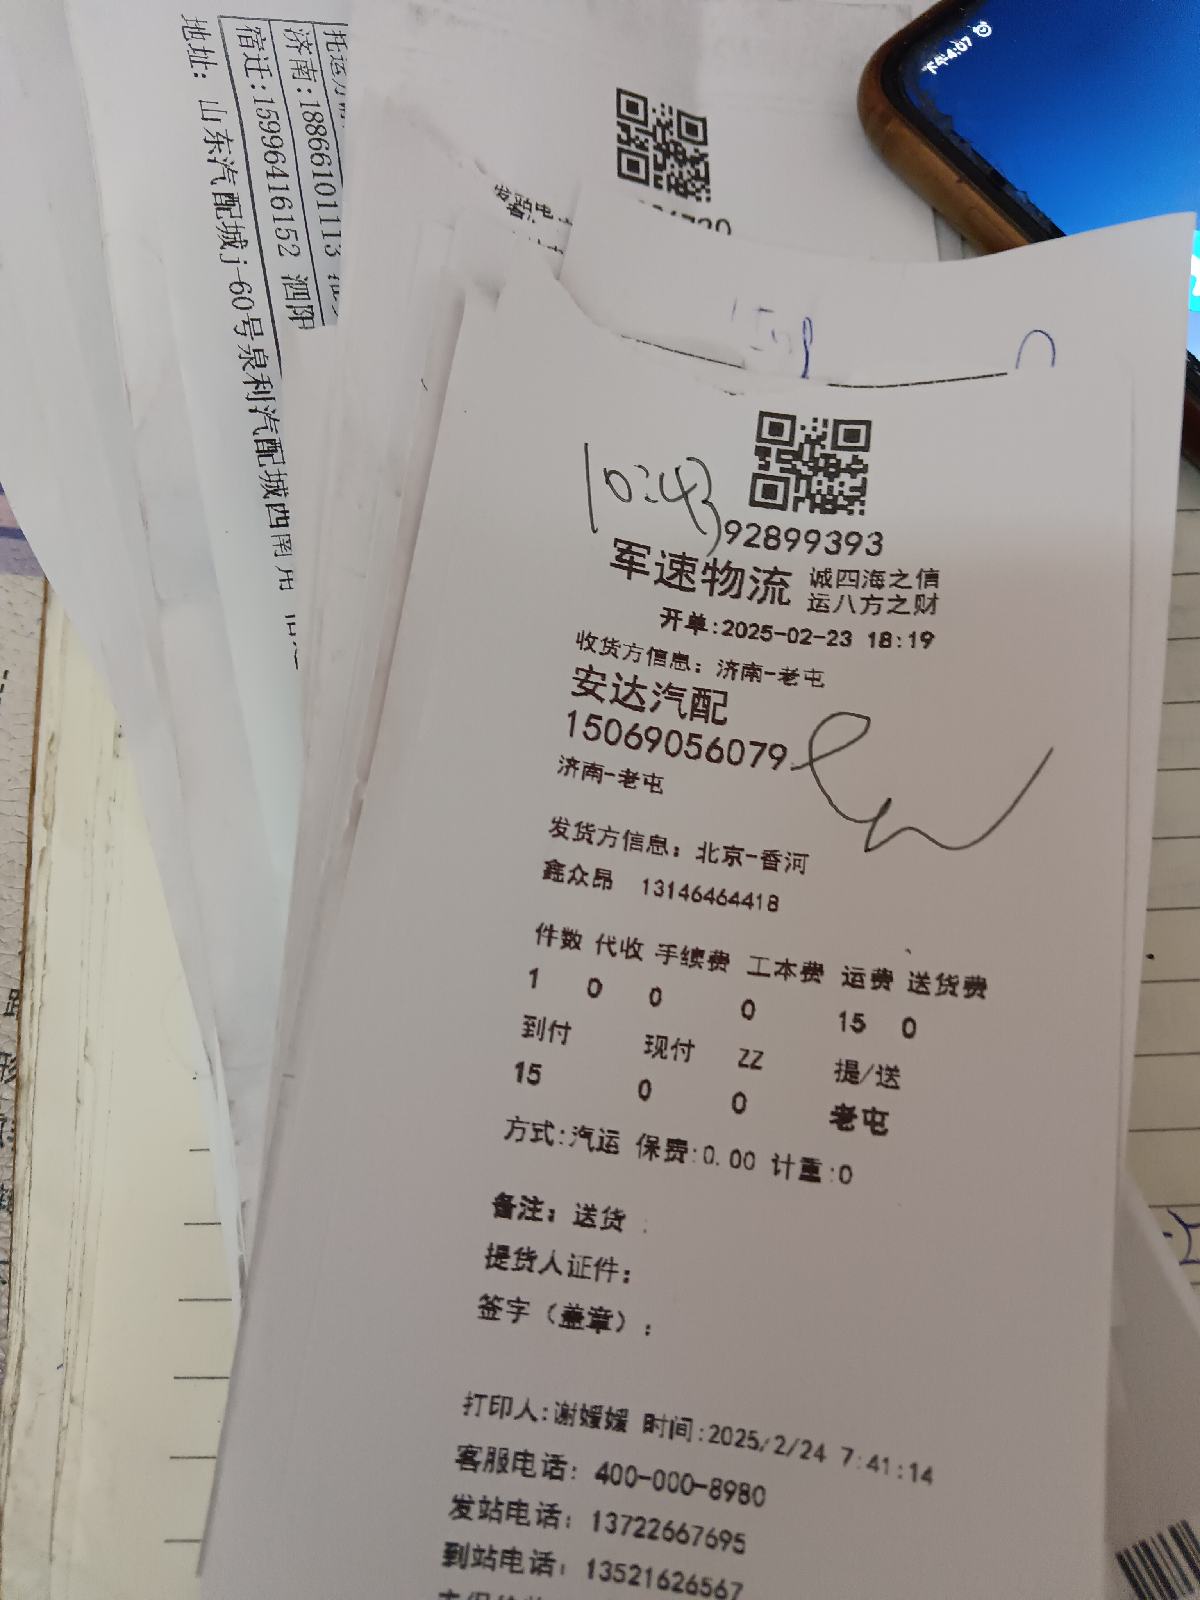 下午4:07
托运方
济南:18866101113
宿迁:15996416152 泗阳
地址: 山东汽配城j-60号泉利汽配城西
10:43
92899393
军速物流 诚四海之信
运八方之财
开单:2025-02-23 18:19
收货方信息: 济南-老屯
安达汽配
15069056079
济南-老屯
发货方信息: 北京-香河
鑫众昂 13146464418
件数 代收 手续费 工本费 运费 送货费
1 0 0 0 15 0
到付 现付 ZZ 提/送
15 0 0 老屯
方式:汽运 保费:0.00 计重:0
备注: 送货
提货人证件:
签字(盖章):
打印人:谢媛媛 时间:2025/2/24 7:41:14
客服电话: 400-000-8980
发站电话: 13722667695
到站电话: 13521626567